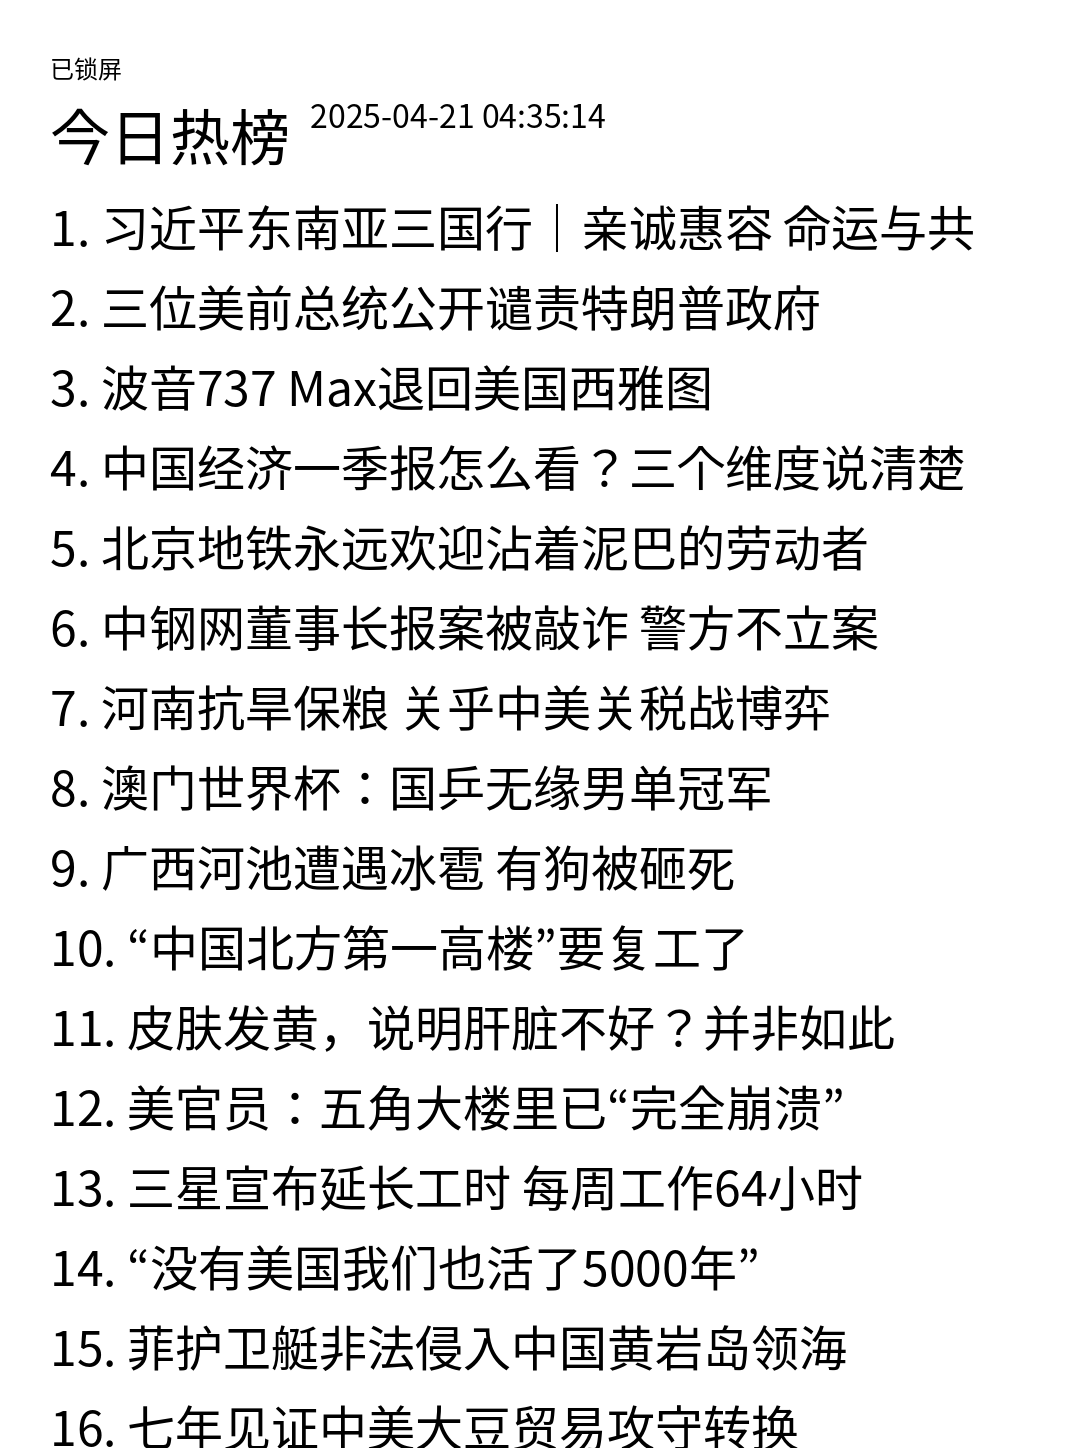 已锁屏
今日热榜 2025-04-21 04:35:14
1. 习近平东南亚三国行｜亲诚惠容 命运与共
2. 三位美前总统公开谴责特朗普政府
3. 波音737 Max退回美国西雅图
4. 中国经济一季报怎么看？三个维度说清楚
5. 北京地铁永远欢迎沾着泥巴的劳动者
6. 中钢网董事长报案被敲诈 警方不立案
7. 河南抗旱保粮 关乎中美关税战博弈
8. 澳门世界杯：国乒无缘男单冠军
9. 广西河池遭遇冰雹 有狗被砸死
10. “中国北方第一高楼”要复工了
11. 皮肤发黄，说明肝脏不好？并非如此
12. 美官员：五角大楼里已“完全崩溃”
13. 三星宣布延长工时 每周工作64小时
14. “没有美国我们也活了5000年”
15. 菲护卫艇非法侵入中国黄岩岛领海
16. 七年见证中美大豆贸易攻守转换